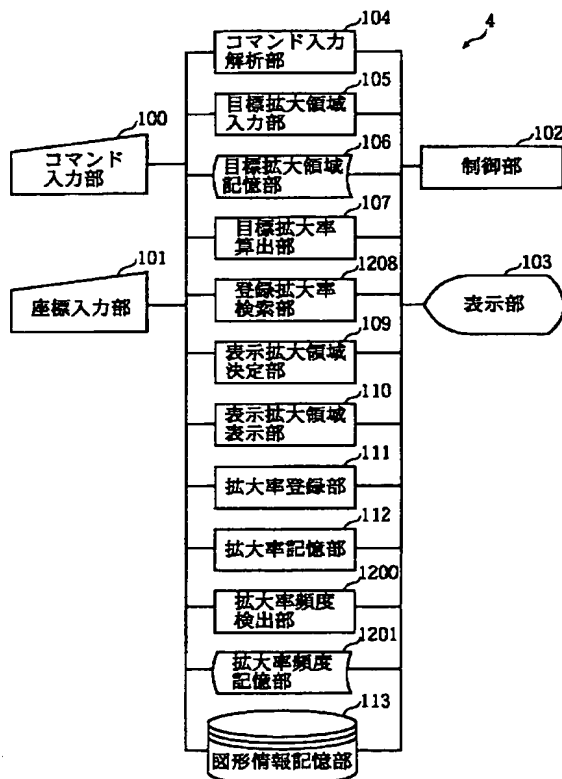 4
104
コマンド入力
解析部
105
目標拡大領域
入力部
100
コマンド
入力部
106
目標拡大領域
記憶部
102
制御部
107
目標拡大率
算出部
101
座標入力部
1208
登録拡大率
検索部
103
表示部
109
表示拡大領域
決定部
110
表示拡大領域
表示部
111
拡大率登録部
112
拡大率記憶部
1200
拡大率頻度
検出部
1201
拡大率頻度
記憶部
113
図形情報記憶部